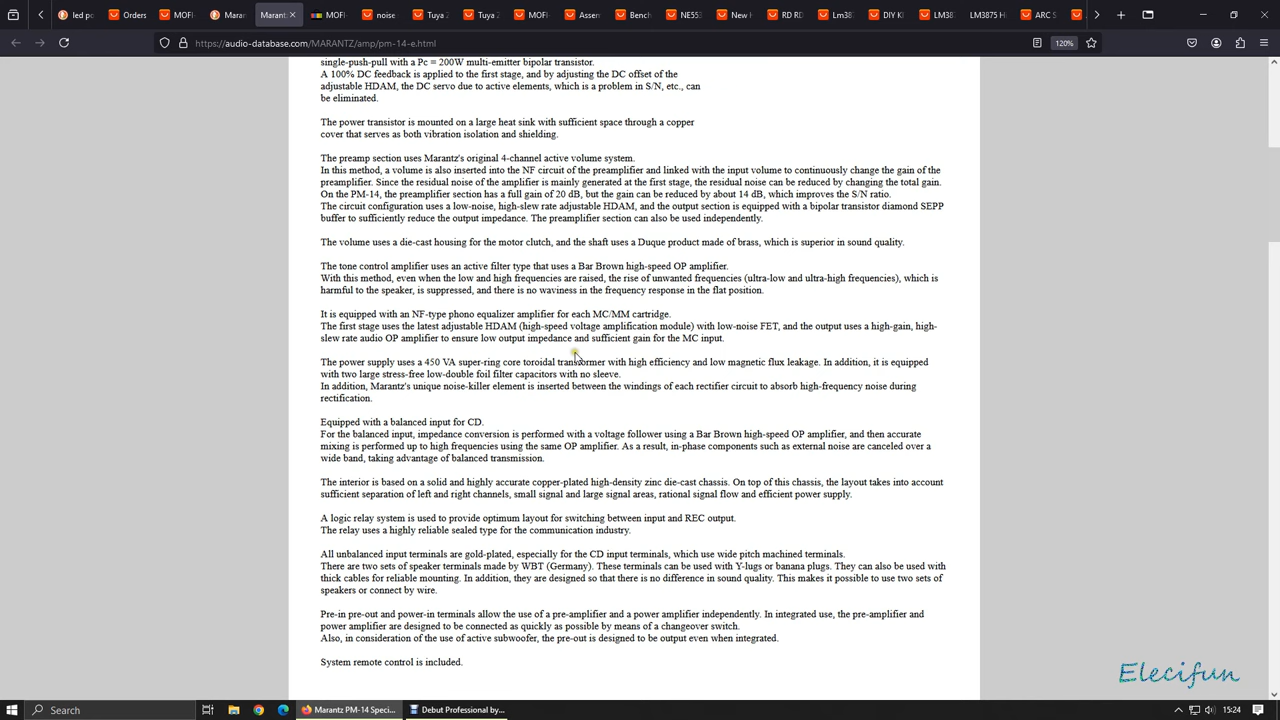 led po
Orders
MOFI
Maran
Marantz
MOFI
noise
Tuya 2
Tuya 2
MOFI
Assem
Bench
NE553
New H
RD RD
Lm387
DIY KI
LM387
LM3875 H
ARC S
https://audio-database.com/MARANTZ/amp/pm-14-e.html
120%
single-push-pull with a Pc = 200W multi-emitter bipolar transistor.
A 100% DC feedback is applied to the first stage, and by adjusting the DC offset of the
adjustable HDAM, the DC servo due to active elements, which is a problem in S/N, etc., can
be eliminated.
The power transistor is mounted on a large heat sink with sufficient space through a copper
cover that serves as both vibration isolation and shielding.
The preamp section uses Marantz's original 4-channel active volume system.
In this method, a volume is also inserted into the NF circuit of the preamplifier and linked with the input volume to continuously change the gain of the
preamplifier. Since the residual noise of the amplifier is mainly generated at the first stage, the residual noise can be reduced by changing the total gain.
On the PM-14, the preamplifier section has a full gain of 20 dB, but the gain can be reduced by about 14 dB, which improves the S/N ratio.
The circuit configuration uses a low-noise, high-slew rate adjustable HDAM, and the output section is equipped with a bipolar transistor diamond SEPP
buffer to sufficiently reduce the output impedance. The preamplifier section can also be used independently.
The volume uses a die-cast housing for the motor clutch, and the shaft uses a Duque product made of brass, which is superior in sound quality.
The tone control amplifier uses an active filter type that uses a Bar Brown high-speed OP amplifier.
With this method, even when the low and high frequencies are raised, the rise of unwanted frequencies (ultra-low and ultra-high frequencies), which is
harmful to the speaker, is suppressed, and there is no waviness in the frequency response in the flat position.
It is equipped with an NF-type phono equalizer amplifier for each MC/MM cartridge.
The first stage uses the latest adjustable HDAM (high-speed voltage amplification module) with low-noise FET, and the output uses a high-gain, high-
slew rate audio OP amplifier to ensure low output impedance and sufficient gain for the MC input.
The power supply uses a 450 VA super-ring core toroidal transformer with high efficiency and low magnetic flux leakage. In addition, it is equipped
with two large stress-free low-double foil filter capacitors with no sleeve.
In addition, Marantz's unique noise-killer element is inserted between the windings of each rectifier circuit to absorb high-frequency noise during
rectification.
Equipped with a balanced input for CD.
For the balanced input, impedance conversion is performed with a voltage follower using a Bar Brown high-speed OP amplifier, and then accurate
mixing is performed up to high frequencies using the same OP amplifier. As a result, in-phase components such as external noise are canceled over a
wide band, taking advantage of balanced transmission.
The interior is based on a solid and highly accurate copper-plated high-density zinc die-cast chassis. On top of this chassis, the layout takes into account
sufficient separation of left and right channels, small signal and large signal areas, rational signal flow and efficient power supply.
A logic relay system is used to provide optimum layout for switching between input and REC output.
The relay uses a highly reliable sealed type for the communication industry.
All unbalanced input terminals are gold-plated, especially for the CD input terminals, which use wide pitch machined terminals.
There are two sets of speaker terminals made by WBT (Germany). These terminals can be used with Y-lugs or banana plugs. They can also be used with
thick cables for reliable mounting. In addition, they are designed so that there is no difference in sound quality. This makes it possible to use two sets of
speakers or connect by wire.
Pre-in pre-out and power-in terminals allow the use of a pre-amplifier and a power amplifier independently. In integrated use, the pre-amplifier and
power amplifier are designed to be connected as quickly as possible by means of a changeover switch.
Also, in consideration of the use of active subwoofer, the pre-out is designed to be output even when integrated.
System remote control is included.
Elecifun
Search
Marantz PM-14 Speci...
Debut Professional by...
15:24